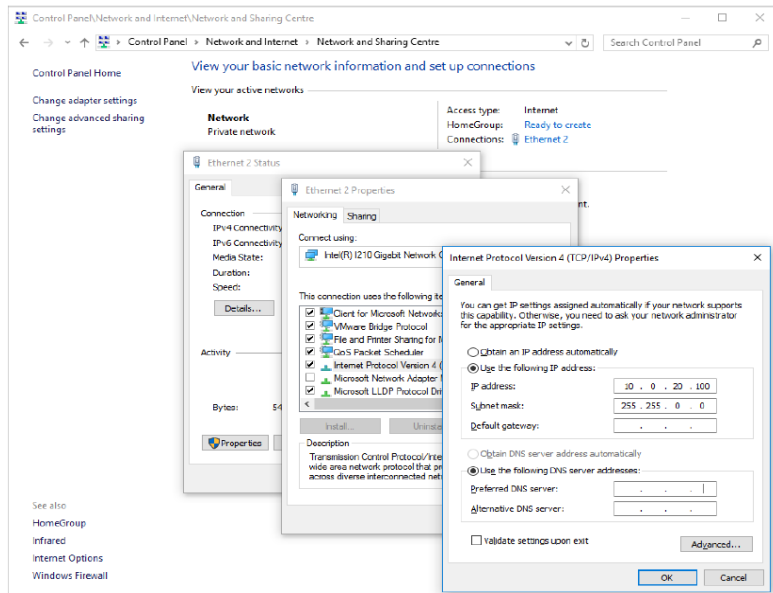 Control Panel\Network and Internet\Network and Sharing Centre
Control Panel > Network and Internet > Network and Sharing Centre
Search Control Panel
Control Panel Home
Change adapter settings
Change advanced sharing
settings
View your basic network information and set up connections
View your active networks
Network
Private network
Access type: Internet
HomeGroup: Ready to create
Connections: Ethernet 2
nt.
See also
HomeGroup
Infrared
Internet Options
Windows Firewall
Ethernet 2 Status
General
Connection
IPv4 Connectivity
IPv6 Connectivity
Media State:
Duration:
Speed:
Details...
Activity
Bytes: 54
Properties
Ethernet 2 Properties
Networking Sharing
Connect using:
Intel(R) I210 Gigabit Network C
This connection uses the following ite
Client for Microsoft Networks
VMware Bridge Protocol
File and Printer Sharing for M
QoS Packet Scheduler
Internet Protocol Version 4 (
Microsoft Network Adapter M
Microsoft LLDP Protocol Dri
Install... Uninsta
Description
Transmission Control Protocol/Inte
wide area network protocol that pr
across diverse interconnected net
Internet Protocol Version 4 (TCP/IPv4) Properties
General
You can get IP settings assigned automatically if your network supports
this capability. Otherwise, you need to ask your network administrator
for the appropriate IP settings.
Obtain an IP address automatically
Use the following IP address:
IP address: 10 . 0 . 20 . 100
Subnet mask: 255 . 255 . 0 . 0
Default gateway: . . .
Obtain DNS server address automatically
Use the following DNS server addresses:
Preferred DNS server: . . .
Alternative DNS server: . . .
Validate settings upon exit
Advanced...
OK Cancel